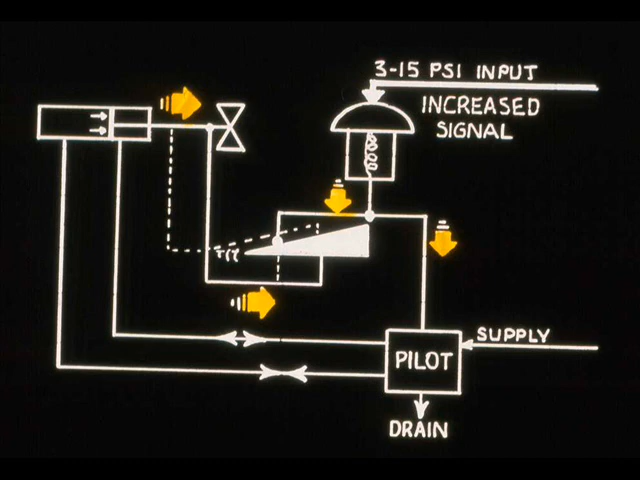 3-15 PSI INPUT
INCREASED
SIGNAL
SUPPLY
PILOT
DRAIN